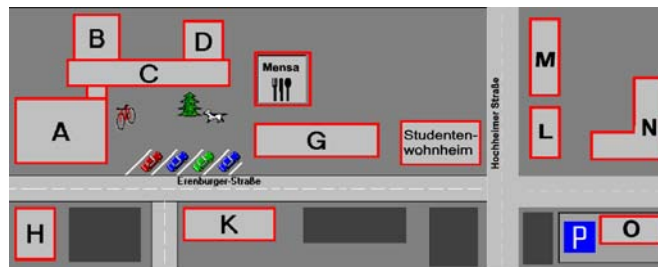 B
D
C
Mensa
A
G
Studenten-
wohnheim
Hochheimer Straße
M
L
N
Erenburger-Straße
H
K
P
O